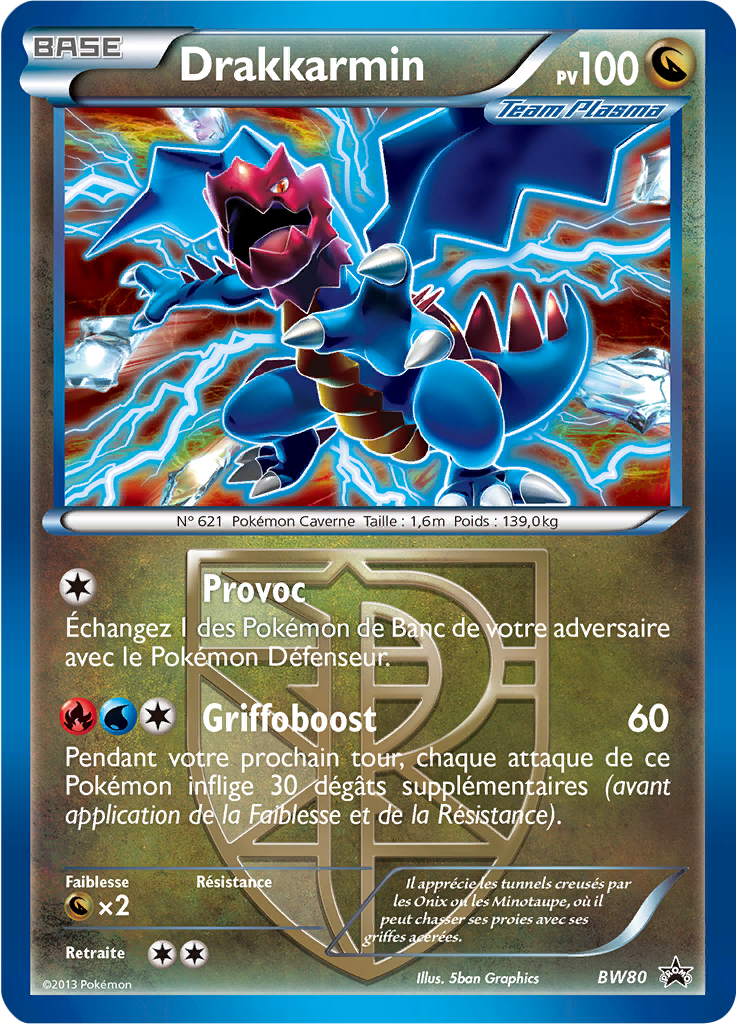 BASE
Drakkarmin
PV100
Team Plasma
N° 621 Pokémon Caverne Taille : 1,6m Poids : 139,0kg
Provoc
Échangez 1 des Pokémon de Banc de votre adversaire
avec le Pokémon Défenseur.
Griffoboost 60
Pendant votre prochain tour, chaque attaque de ce
Pokémon inflige 30 dégâts supplémentaires (avant
application de la Faiblesse et de la Résistance).
Faiblesse Résistance
×2
Retraite
Il apprécie les tunnels creusés par
les Onix ou les Minotaupe, où il
peut chasser ses proies avec ses
griffes acérées.
©2013 Pokémon
Illus. 5ban Graphics
BW80
PROMO